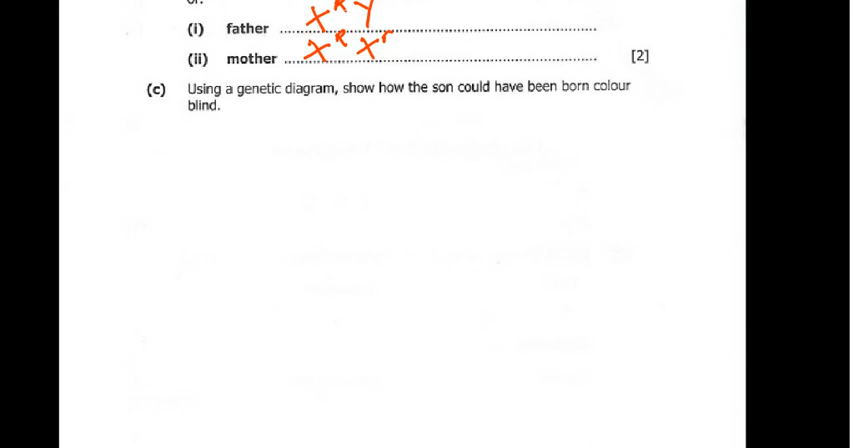 (i) father X^R Y
(ii) mother X^R X^r [2]
(c) Using a genetic diagram, show how the son could have been born colour
blind.